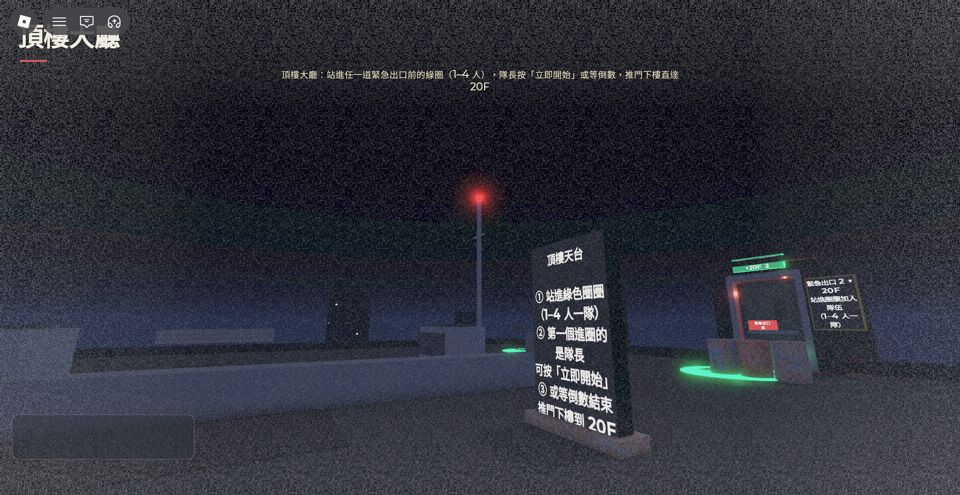 頂樓大廳
頂樓大廳：站進任一道緊急出口前的綠圈（1–4 人），隊長按「立即開始」或等倒數，推門下樓直達
20F
頂樓天台
① 站進綠色圈圈
（1–4 人一隊）
② 第一個進圈的
是隊長
可按「立即開始」
③ 或等倒數結束
推門下樓到 20F
緊急出口 2
20F
站進圈圈加入
隊伍
（1–4 人一
隊）